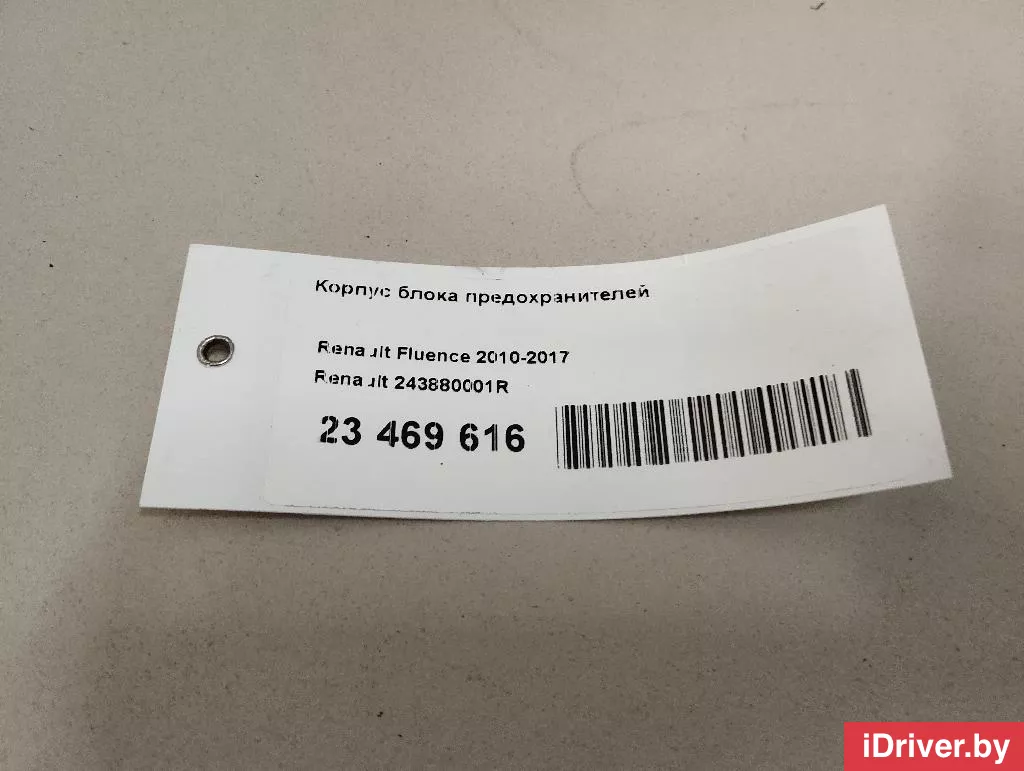 Корпус блока предохранителей
Renault Fluence 2010-2017
Renault 243880001R
23 469 616
iDriver.by